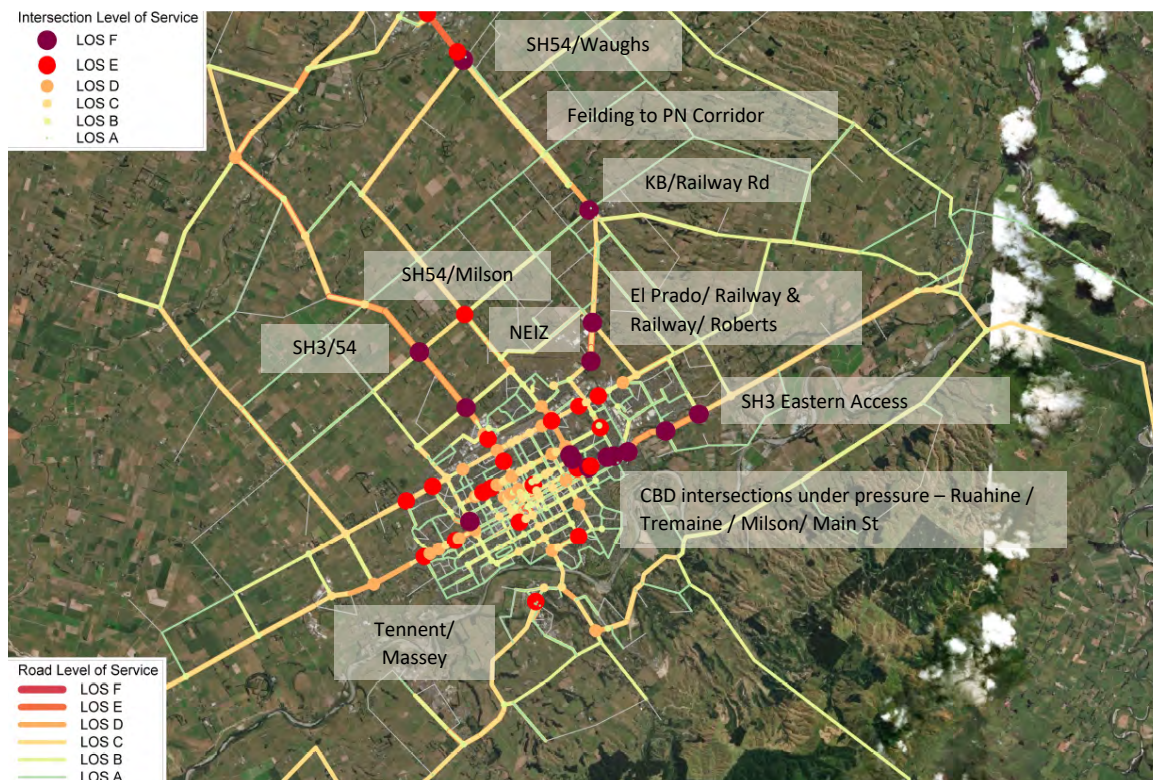 Intersection Level of Service
LOS F
LOS E
LOS D
LOS C
LOS B
LOS A
SH54/Waughs
Feilding to PN Corridor
KB/Railway Rd
SH54/Milson
El Prado/ Railway &
Railway/ Roberts
NEIZ
SH3/54
SH3 Eastern Access
CBD intersections under pressure – Ruahine /
Tremaine / Milson/ Main St
Tennent/
Massey
Road Level of Service
LOS F
LOS E
LOS D
LOS C
LOS B
LOS A